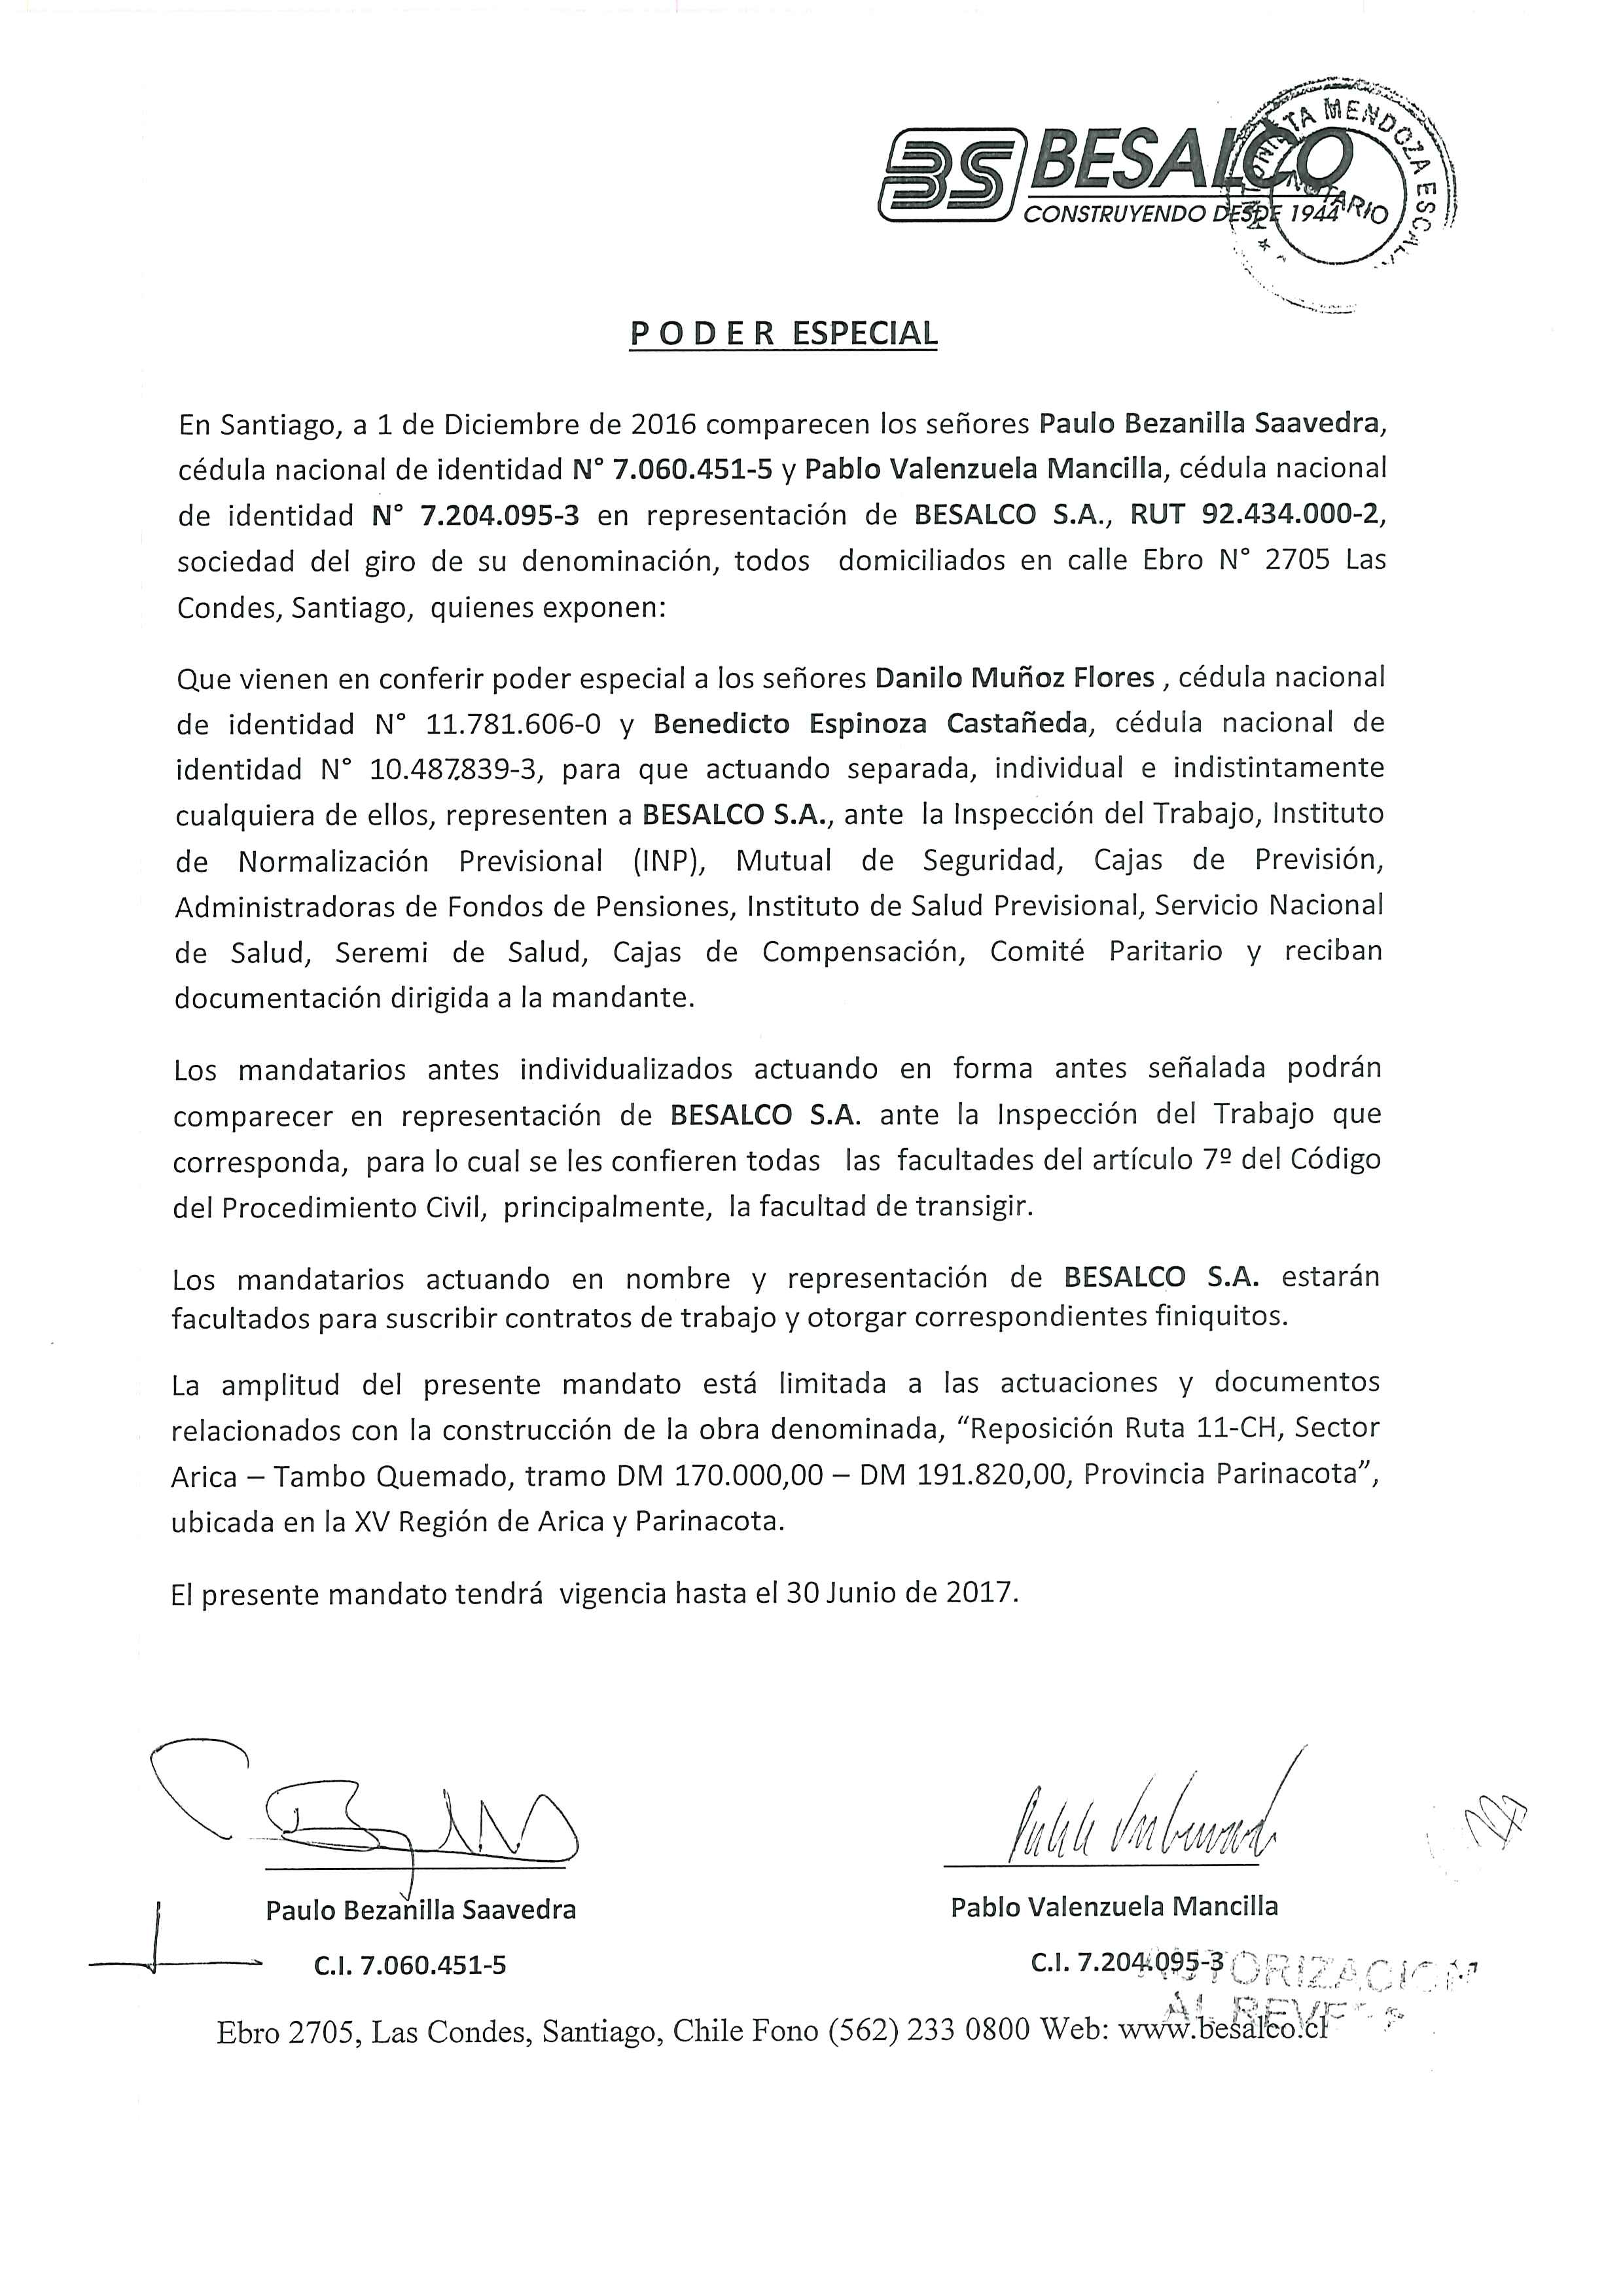 BS BESALCO
CONSTRUYENDO DESDE 1944
MENDOZA
NOTARIO
PODER ESPECIAL
En Santiago, a 1 de Diciembre de 2016 comparecen los señores Paulo Bezanilla Saavedra,
cédula nacional de identidad N° 7.060.451-5 y Pablo Valenzuela Mancilla, cédula nacional
de identidad N° 7.204.095-3 en representación de BESALCO S.A., RUT 92.434.000-2,
sociedad del giro de su denominación, todos domiciliados en calle Ebro N° 2705 Las
Condes, Santiago, quienes exponen:
Que vienen en conferir poder especial a los señores Danilo Muñoz Flores , cédula nacional
de identidad N° 11.781.606-0 y Benedicto Espinoza Castañeda, cédula nacional de
identidad N° 10.487.839-3, para que actuando separada, individual e indistintamente
cualquiera de ellos, representen a BESALCO S.A., ante la Inspección del Trabajo, Instituto
de Normalización Previsional (INP), Mutual de Seguridad, Cajas de Previsión,
Administradoras de Fondos de Pensiones, Instituto de Salud Previsional, Servicio Nacional
de Salud, Seremi de Salud, Cajas de Compensación, Comité Paritario y reciban
documentación dirigida a la mandante.
Los mandatarios antes individualizados actuando en forma antes señalada podrán
comparecer en representación de BESALCO S.A. ante la Inspección del Trabajo que
corresponda, para lo cual se les confieren todas las facultades del artículo 7º del Código
del Procedimiento Civil, principalmente, la facultad de transigir.
Los mandatarios actuando en nombre y representación de BESALCO S.A. estarán
facultados para suscribir contratos de trabajo y otorgar correspondientes finiquitos.
La amplitud del presente mandato está limitada a las actuaciones y documentos
relacionados con la construcción de la obra denominada, “Reposición Ruta 11-CH, Sector
Arica – Tambo Quemado, tramo DM 170.000,00 – DM 191.820,00, Provincia Parinacota”,
ubicada en la XV Región de Arica y Parinacota.
El presente mandato tendrá vigencia hasta el 30 Junio de 2017.
Paulo Bezanilla Saavedra
C.I. 7.060.451-5
Pablo Valenzuela Mancilla
C.I. 7.204.095-3
AUTORIZACION
Ebro 2705, Las Condes, Santiago, Chile Fono (562) 233 0800 Web: www.besalco.cl